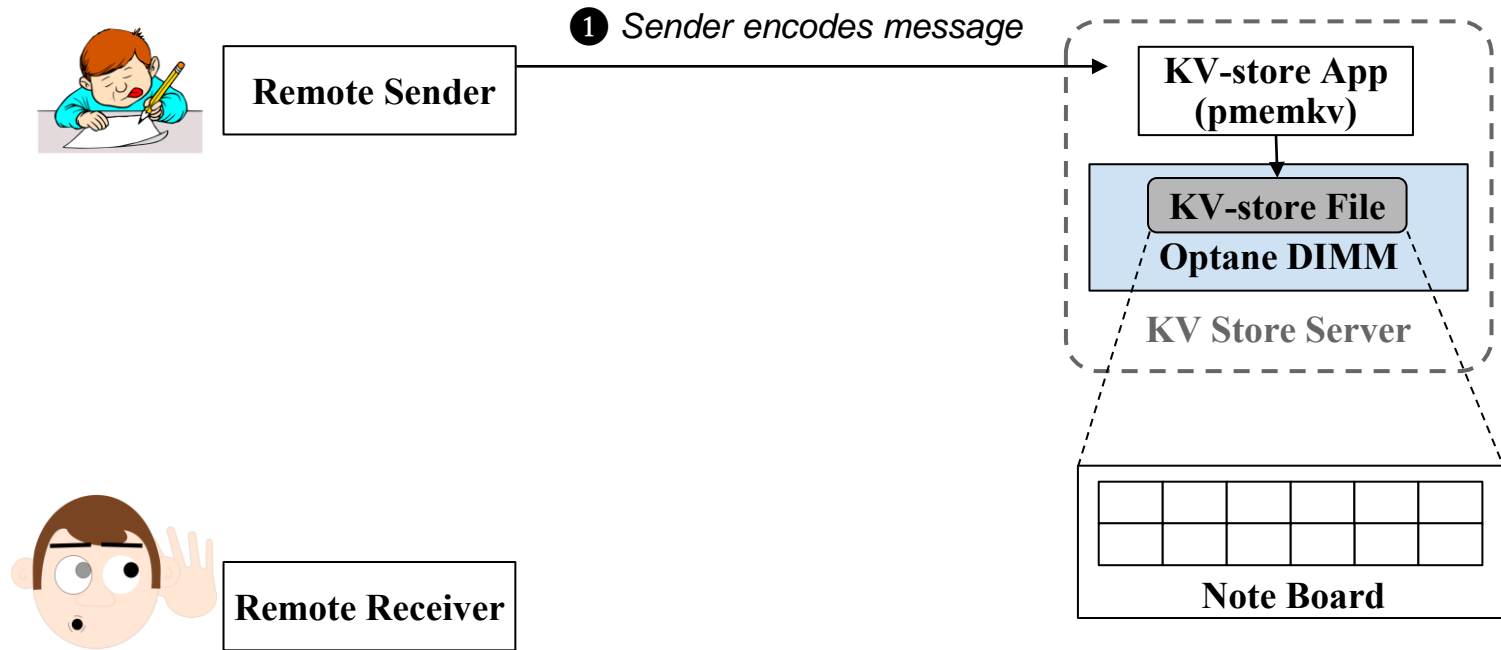 ❶ Sender encodes message
Remote Sender
KV-store App
(pmemkv)
KV-store File
Optane DIMM
KV Store Server
Remote Receiver
Note Board